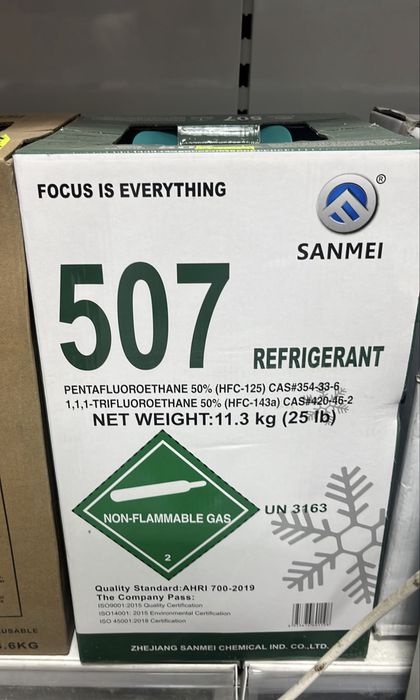 507
FOCUS IS EVERYTHING
®
SANMEI
507
REFRIGERANT
PENTAFLUOROETHANE 50% (HFC-125) CAS#354-33-6
1,1,1-TRIFLUOROETHANE 50% (HFC-143a) CAS#420-46-2
NET WEIGHT:11.3 kg (25 lb)
NON-FLAMMABLE GAS
2
UN 3163
Quality Standard:AHRI 700-2019
The Company Pass:
ISO9001:2015 Quality Certification
ISO14001: 2015 Environmental Certification
ISO 45001:2018 Certification
ZHEJIANG SANMEI CHEMICAL IND. CO.,LTD.
USABLE
.6KG